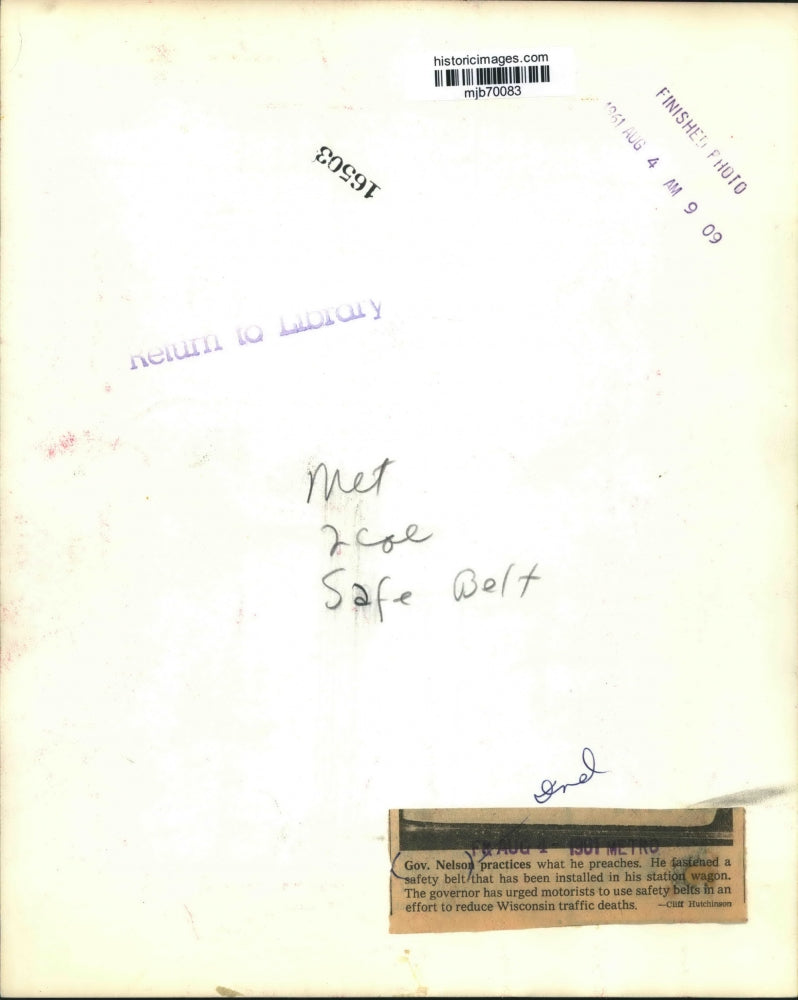 historicimages.com
mjb70083
FINISHED PHOTO
1961 AUG 4 AM 9 09
16503
Return to Library
Met
2 col
Safe Belt
AUG 1961 METRO
Gov. Nelson practices what he preaches. He fastened a
safety belt that has been installed in his station wagon.
The governor has urged motorists to use safety belts in an
effort to reduce Wisconsin traffic deaths. —Cliff Hutchinson